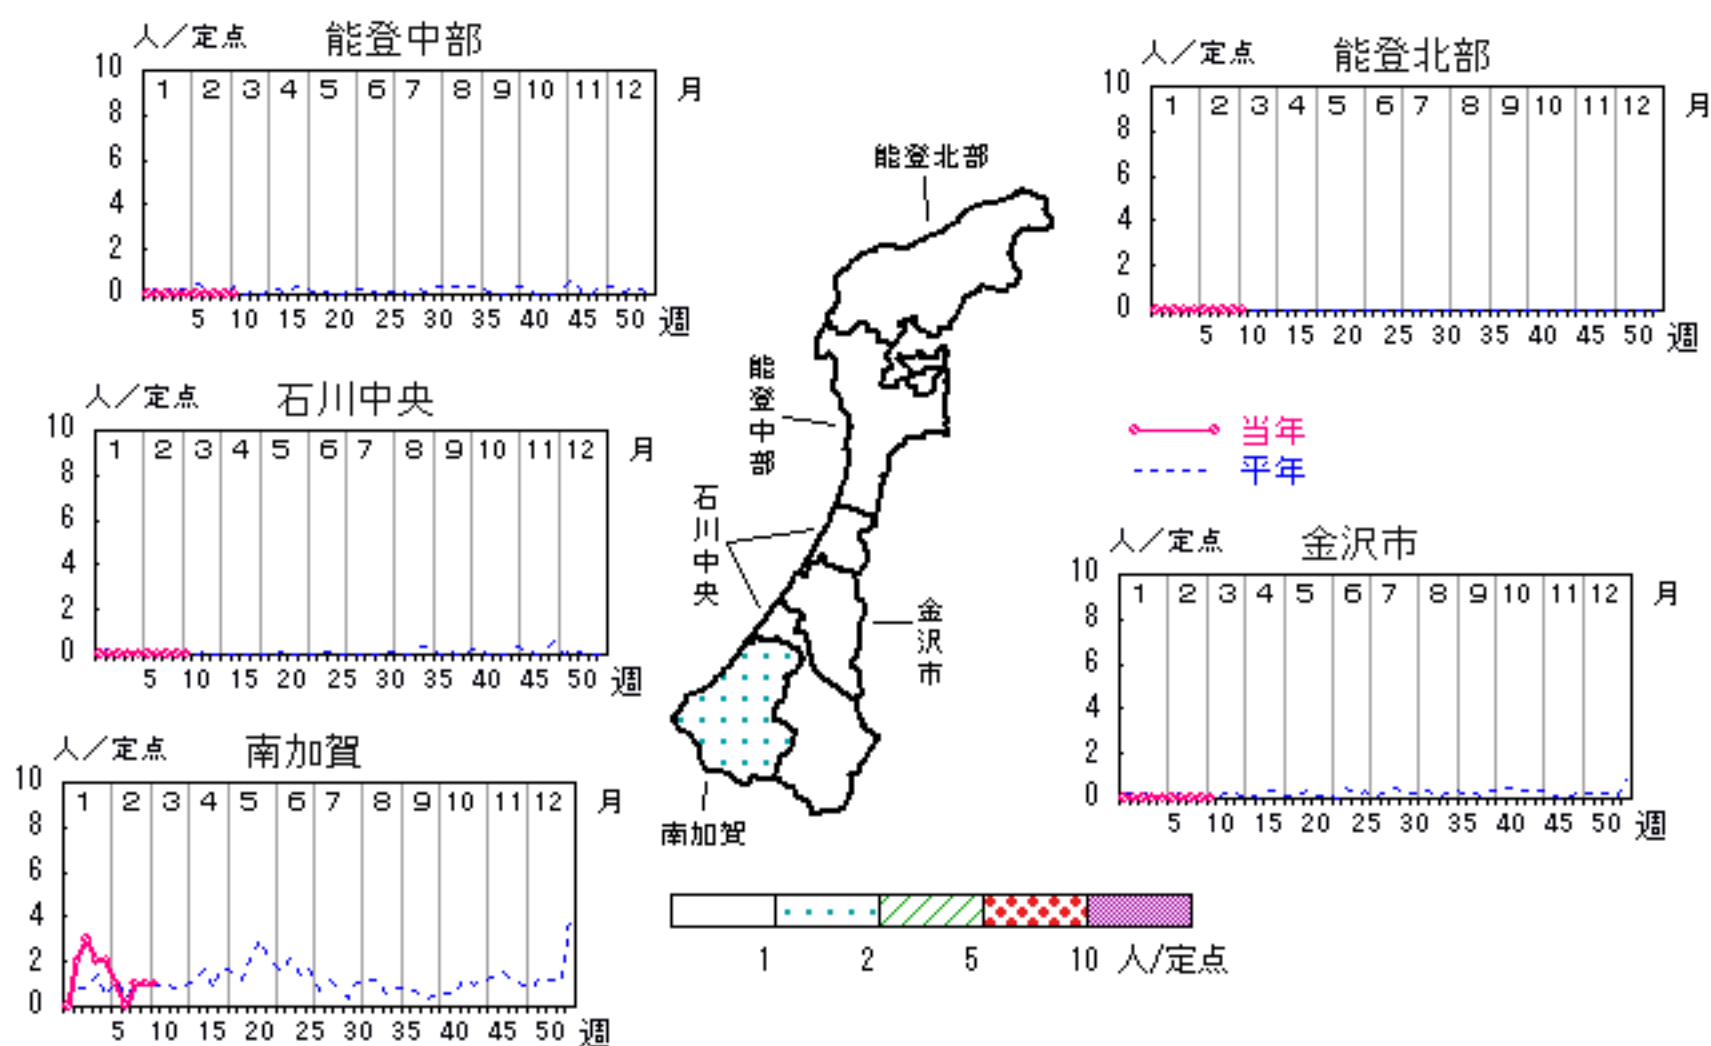 人／定点 能登中部
10 8 6 4 2 0
1 2 3 4 5 6 7 8 9 10 11 12 月
5 10 15 20 25 30 35 40 45 50 週
人／定点 能登北部
10 8 6 4 2 0
1 2 3 4 5 6 7 8 9 10 11 12 月
5 10 15 20 25 30 35 40 45 50 週
人／定点 石川中央
10 8 6 4 2 0
1 2 3 4 5 6 7 8 9 10 11 12 月
5 10 15 20 25 30 35 40 45 50 週
能登北部
能登中部
石川中央
金沢市
南加賀
当年
平年
人／定点 金沢市
10 8 6 4 2 0
1 2 3 4 5 6 7 8 9 10 11 12 月
5 10 15 20 25 30 35 40 45 50 週
人／定点 南加賀
10 8 6 4 2 0
1 2 3 4 5 6 7 8 9 10 11 12 月
5 10 15 20 25 30 35 40 45 50 週
1 2 5 10 人/定点